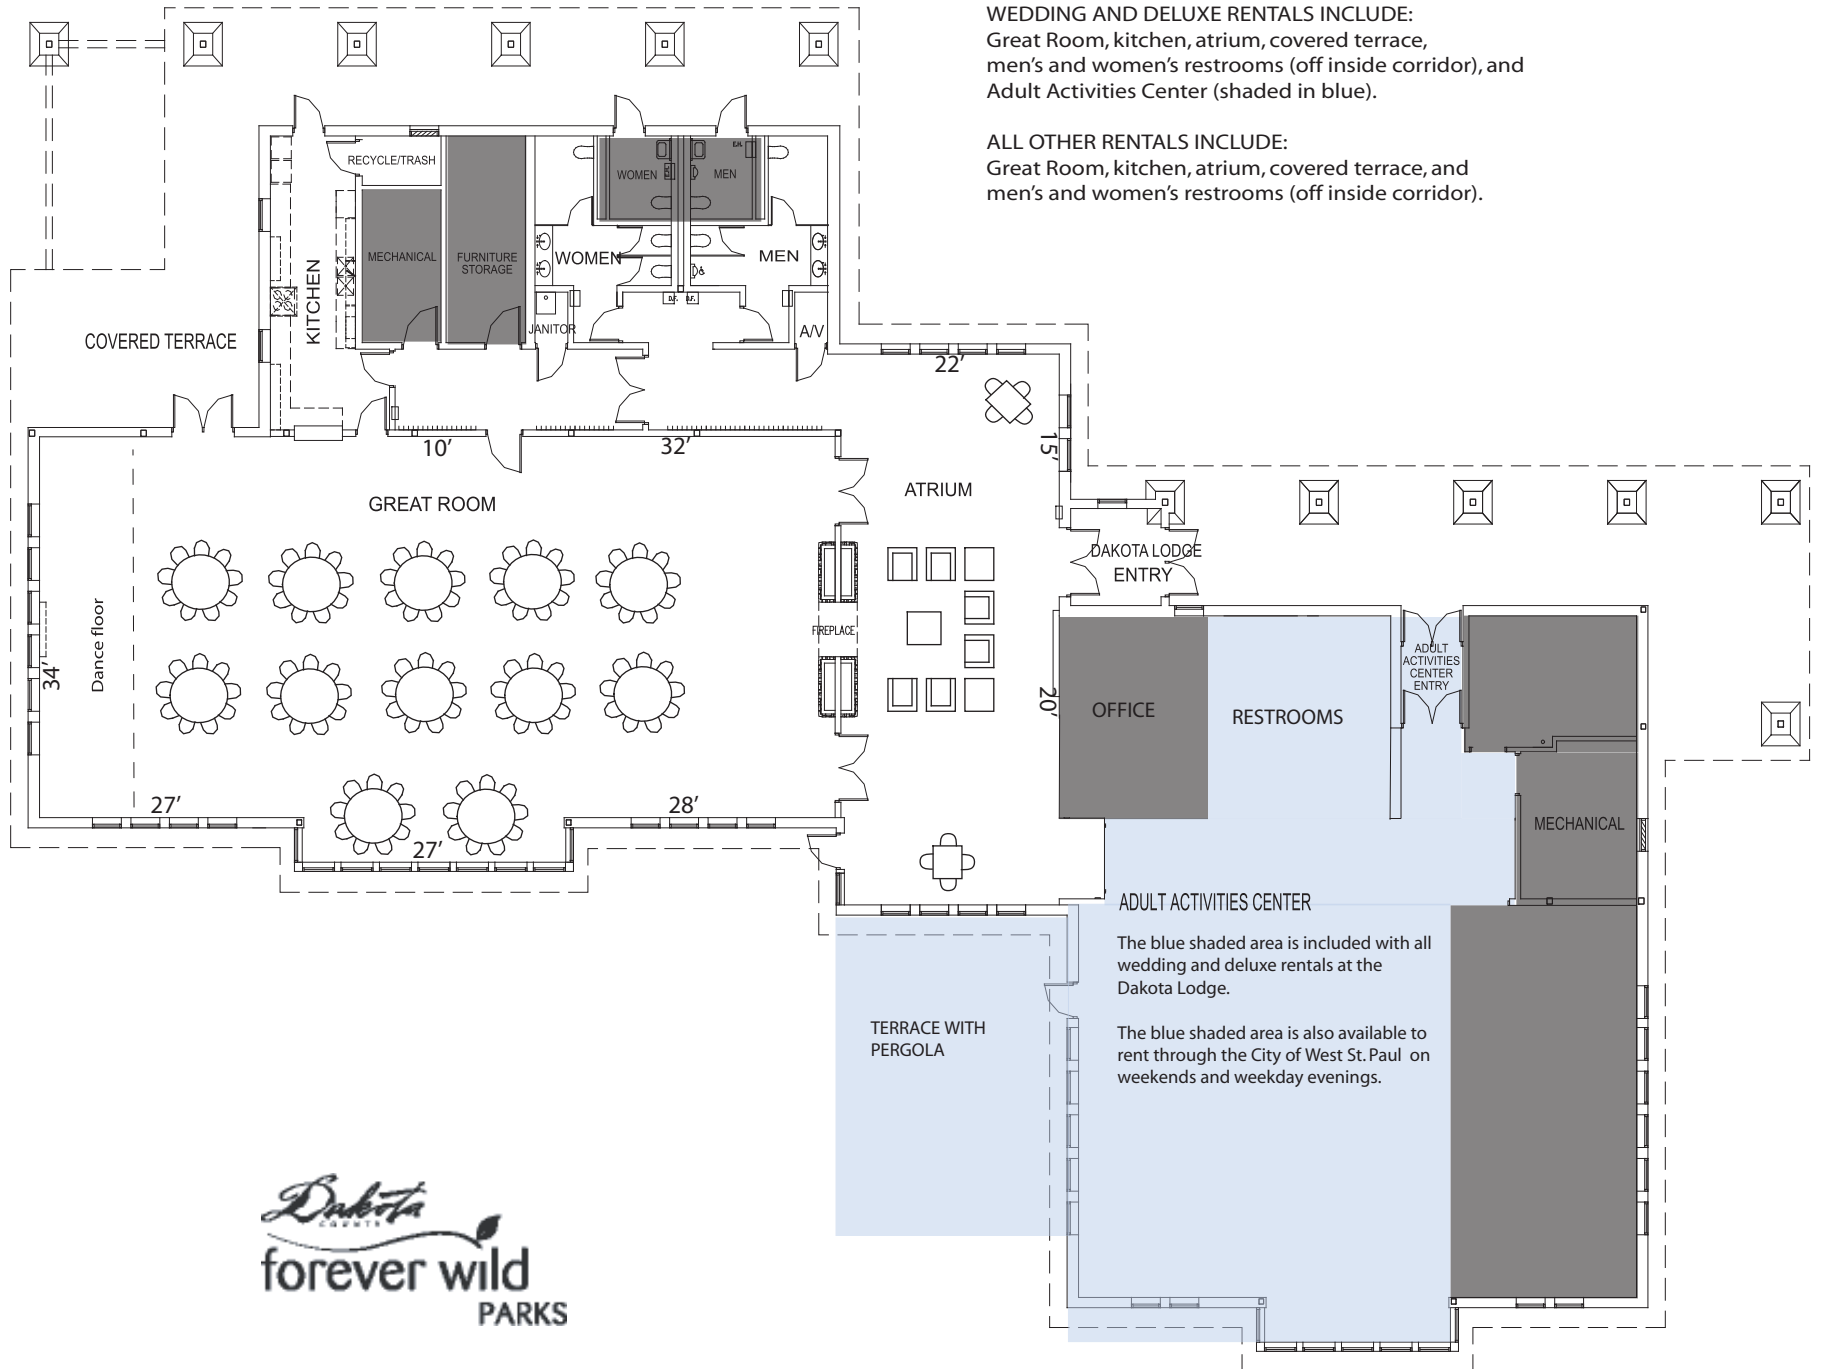 WEDDING AND DELUXE RENTALS INCLUDE:
Great Room, kitchen, atrium, covered terrace,
men’s and women’s restrooms (off inside corridor), and
Adult Activities Center (shaded in blue).
ALL OTHER RENTALS INCLUDE:
Great Room, kitchen, atrium, covered terrace, and
men’s and women’s restrooms (off inside corridor).
RECYCLE/TRASH
WOMEN
MEN
MECHANICAL
FURNITURE
STORAGE
WOMEN
MEN
KITCHEN
D.F.
D.F.
JANITOR
A/V
COVERED TERRACE
22’
10’
32’
15’
GREAT ROOM
ATRIUM
DAKOTA LODGE
ENTRY
Dance floor
34’
FIREPLACE
20’
OFFICE
RESTROOMS
ADULT
ACTIVITIES
CENTER
ENTRY
27’
28’
27’
MECHANICAL
ADULT ACTIVITIES CENTER
The blue shaded area is included with all
wedding and deluxe rentals at the
Dakota Lodge.
The blue shaded area is also available to
rent through the City of West St. Paul on
weekends and weekday evenings.
TERRACE WITH
PERGOLA
Dakota
COUNTY
forever wild
PARKS